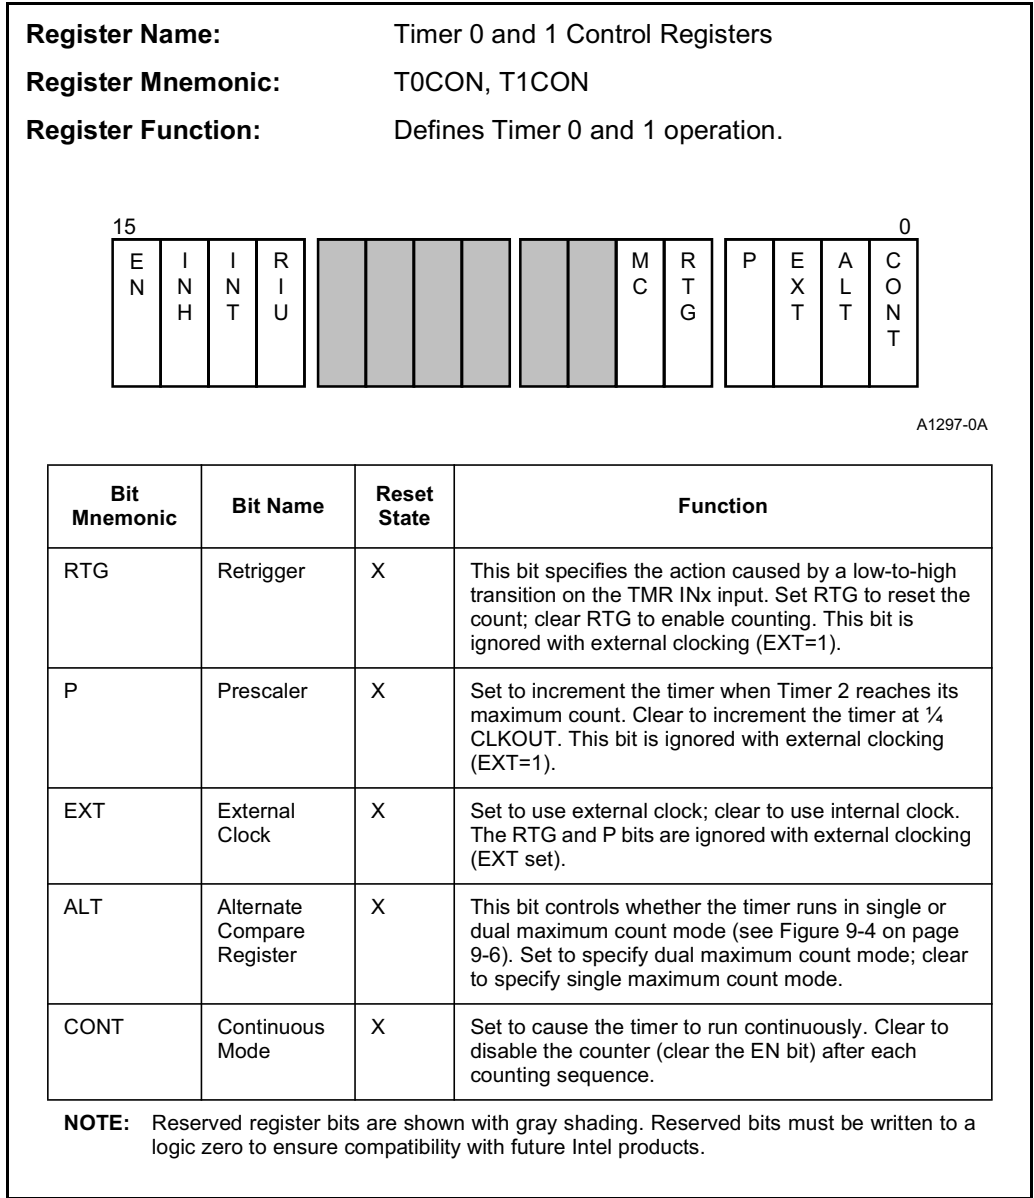 Register Name: Timer 0 and 1 Control Registers
Register Mnemonic: T0CON, T1CON
Register Function: Defines Timer 0 and 1 operation.
15 0
EN INH INT RIU MC RTG P EXT ALT CONT
A1297-0A
Bit Mnemonic Bit Name Reset State Function
RTG Retrigger X This bit specifies the action caused by a low-to-high
transition on the TMR INx input. Set RTG to reset the
count; clear RTG to enable counting. This bit is
ignored with external clocking (EXT=1).
P Prescaler X Set to increment the timer when Timer 2 reaches its
maximum count. Clear to increment the timer at ¼
CLKOUT. This bit is ignored with external clocking
(EXT=1).
EXT External Clock X Set to use external clock; clear to use internal clock.
The RTG and P bits are ignored with external clocking
(EXT set).
ALT Alternate Compare Register X This bit controls whether the timer runs in single or
dual maximum count mode (see Figure 9-4 on page
9-6). Set to specify dual maximum count mode; clear
to specify single maximum count mode.
CONT Continuous Mode X Set to cause the timer to run continuously. Clear to
disable the counter (clear the EN bit) after each
counting sequence.
NOTE: Reserved register bits are shown with gray shading. Reserved bits must be written to a
logic zero to ensure compatibility with future Intel products.